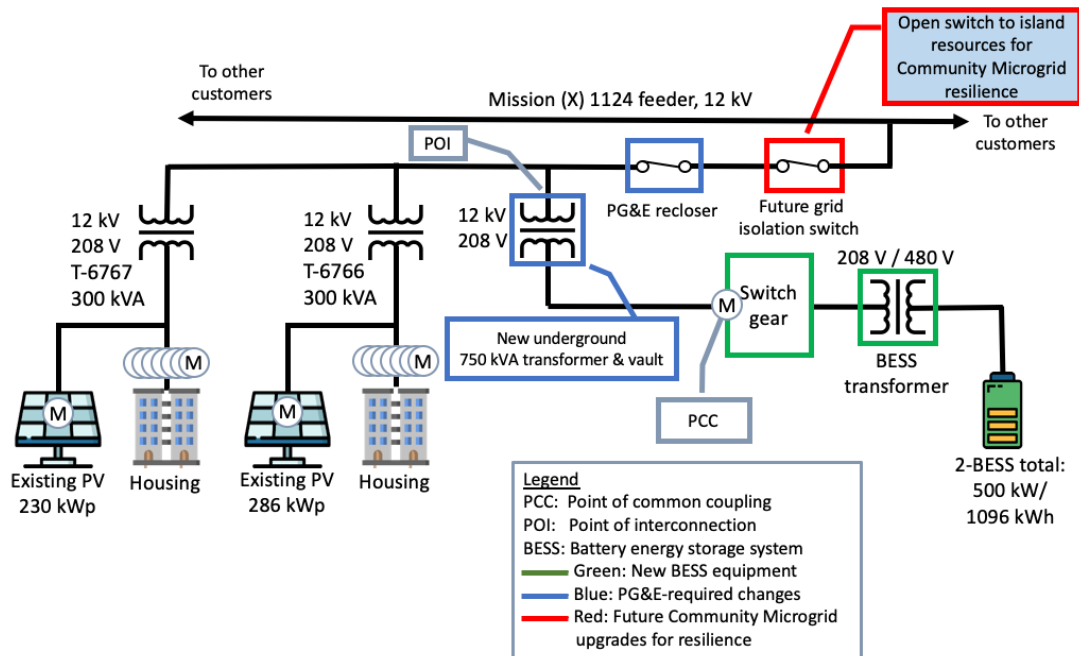 Open switch to island
resources for
Community Microgrid
resilience
To other
customers
Mission (X) 1124 feeder, 12 kV
To other
customers
POI
PG&E recloser
Future grid
isolation switch
12 kV
208 V
T-6767
300 kVA
12 kV
208 V
T-6766
300 kVA
12 kV
208 V
New underground
750 kVA transformer & vault
M
Switch
gear
208 V / 480 V
BESS
transformer
PCC
M
M
M
M
Existing PV
230 kWp
Housing
Existing PV
286 kWp
Housing
2-BESS total:
500 kW/
1096 kWh
Legend
PCC: Point of common coupling
POI: Point of interconnection
BESS: Battery energy storage system
Green: New BESS equipment
Blue: PG&E-required changes
Red: Future Community Microgrid
upgrades for resilience